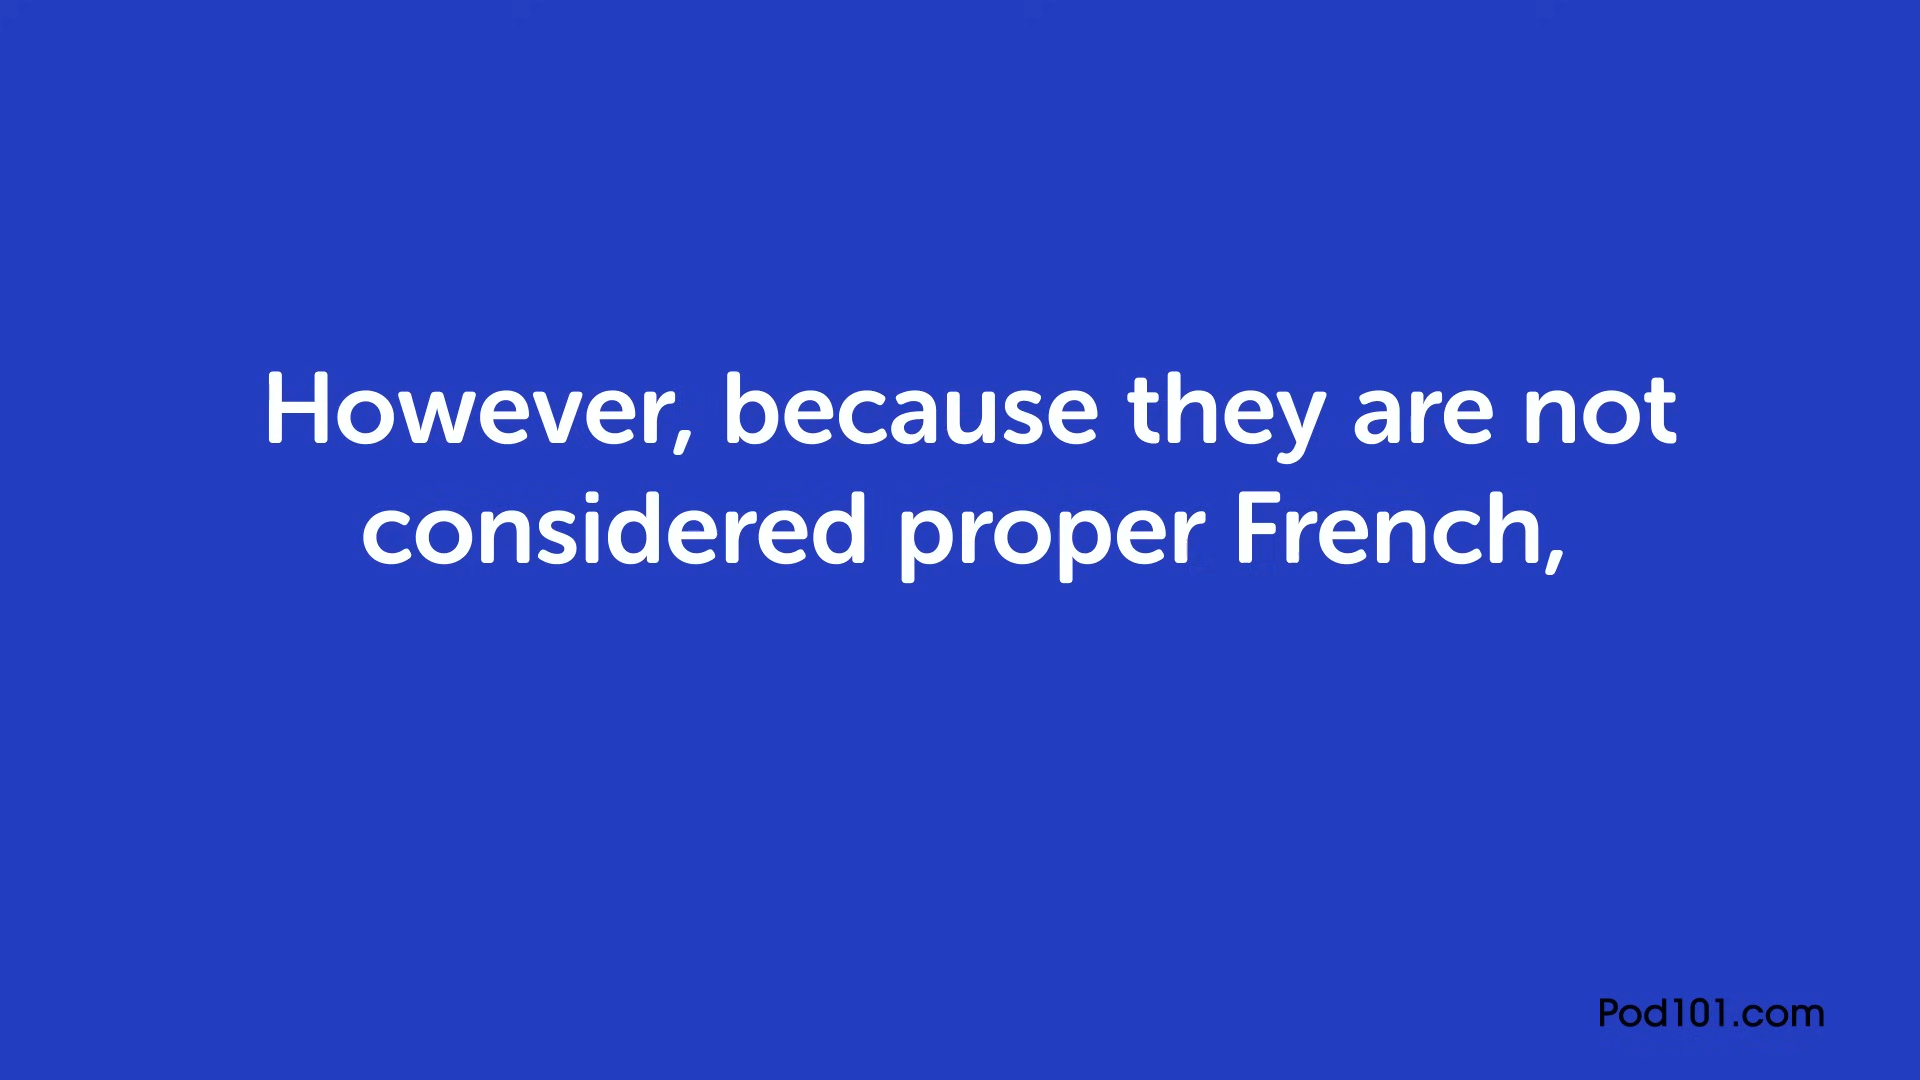 However, because they are not
considered proper French,
Pod101.com